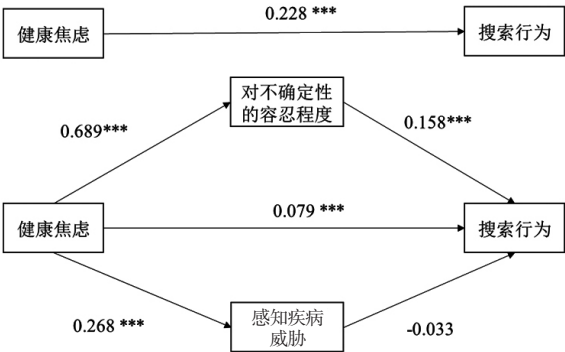 0.228 ***
健康焦虑
搜索行为
对不确定性
的容忍程度
0.689***
0.158***
健康焦虑
0.079 ***
搜索行为
0.268 ***
感知疾病
威胁
-0.033